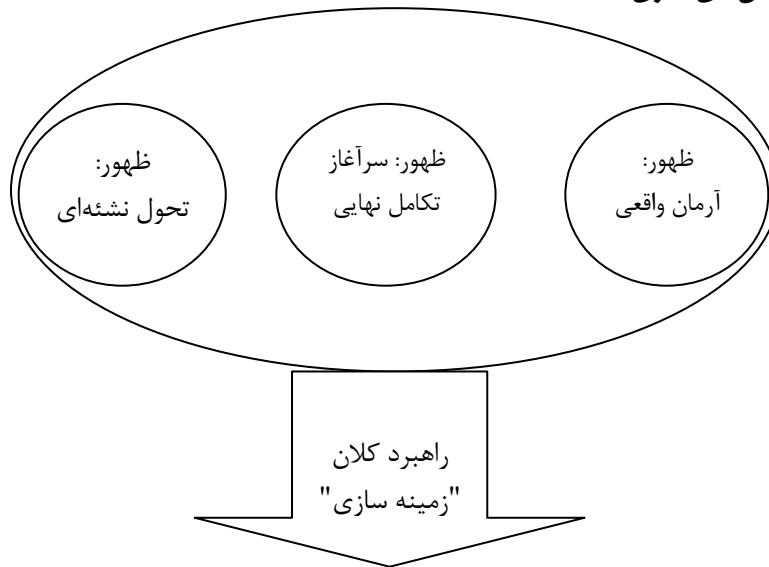 ظهور:
آرمان واقعی
ظهور: سرآغاز
تکامل نهایی
ظهور:
تحول نشئه‌ای
راهبرد کلان
"زمینه سازی"